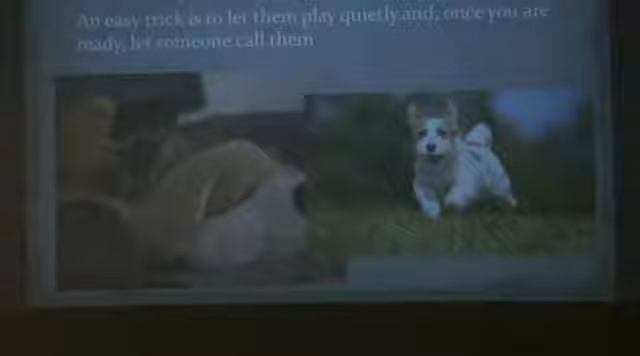 An easy trick is to let them play quietly and, once you are
ready, let someone call them